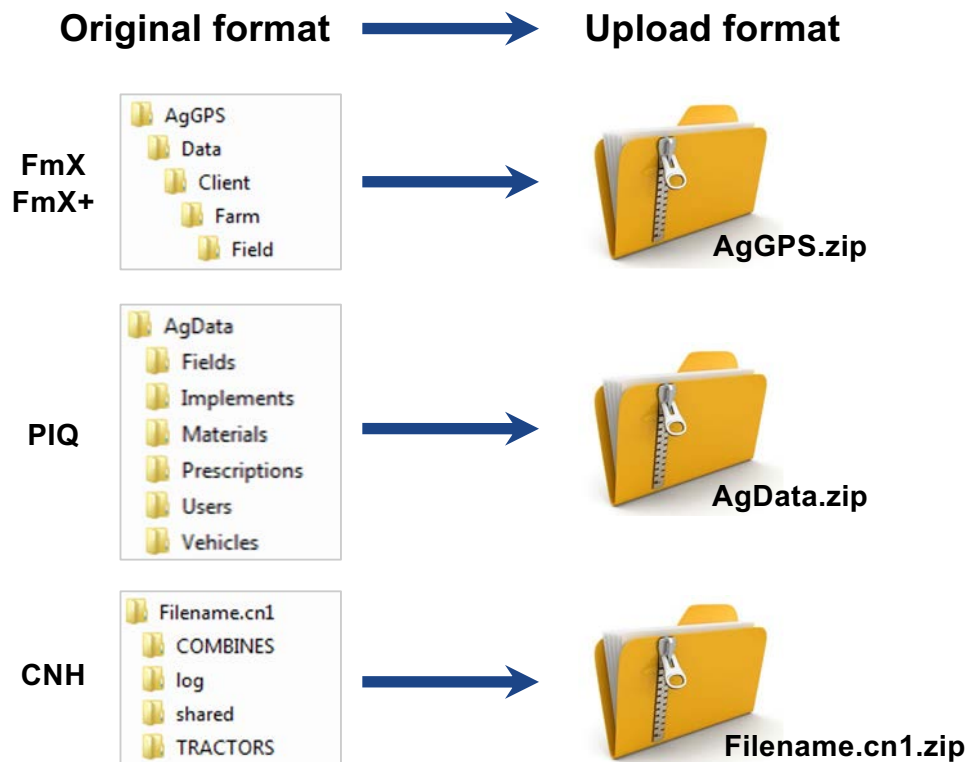 Original format
Upload format
FmX
FmX+
AgGPS
Data
Client
Farm
Field
AgGPS.zip
PIQ
AgData
Fields
Implements
Materials
Prescriptions
Users
Vehicles
AgData.zip
CNH
Filename.cn1
COMBINES
log
shared
TRACTORS
Filename.cn1.zip